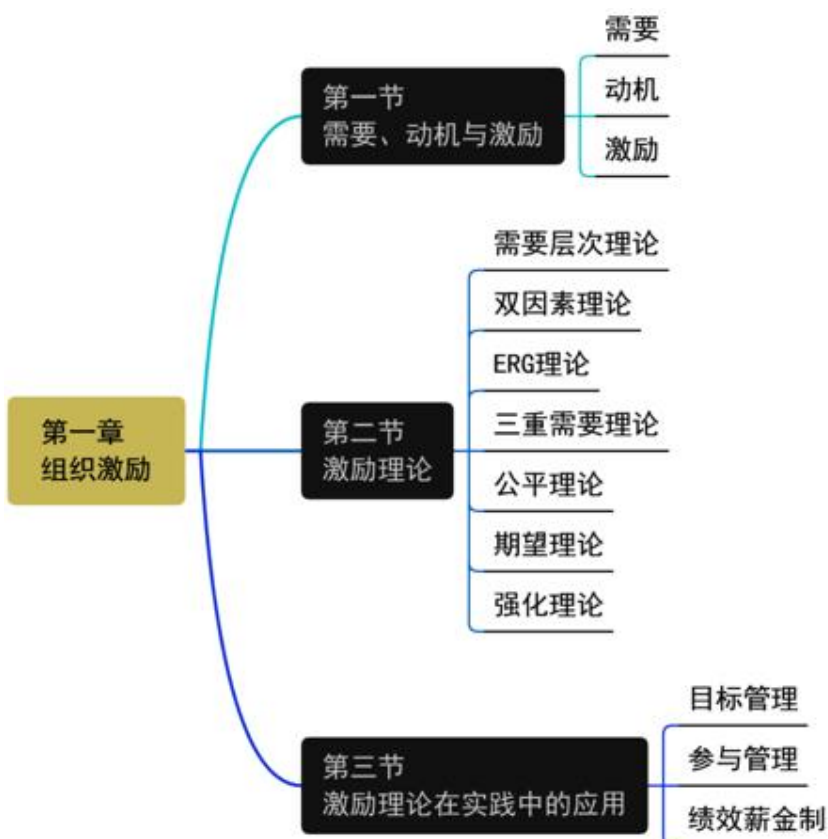 第一章
组织激励
第一节
需要、动机与激励
需要
动机
激励
第二节
激励理论
需要层次理论
双因素理论
ERG理论
三重需要理论
公平理论
期望理论
强化理论
第三节
激励理论在实践中的应用
目标管理
参与管理
绩效薪金制